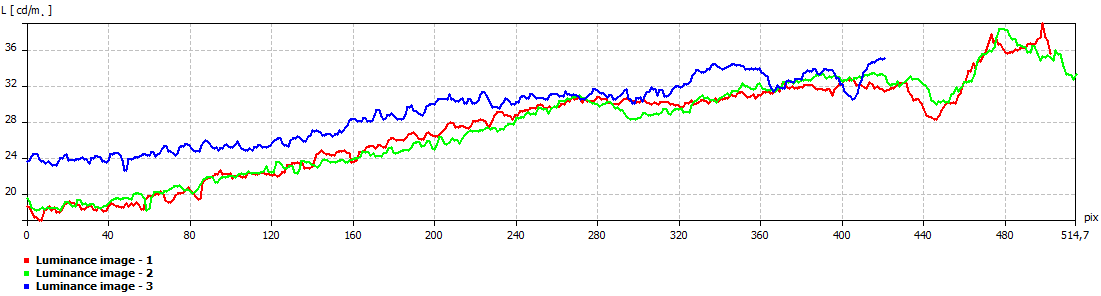 L [ cd/m. ]
36
32
28
24
20
pix
0 40 80 120 160 200 240 280 320 360 400 440 480 514,7
Luminance image - 1
Luminance image - 2
Luminance image - 3